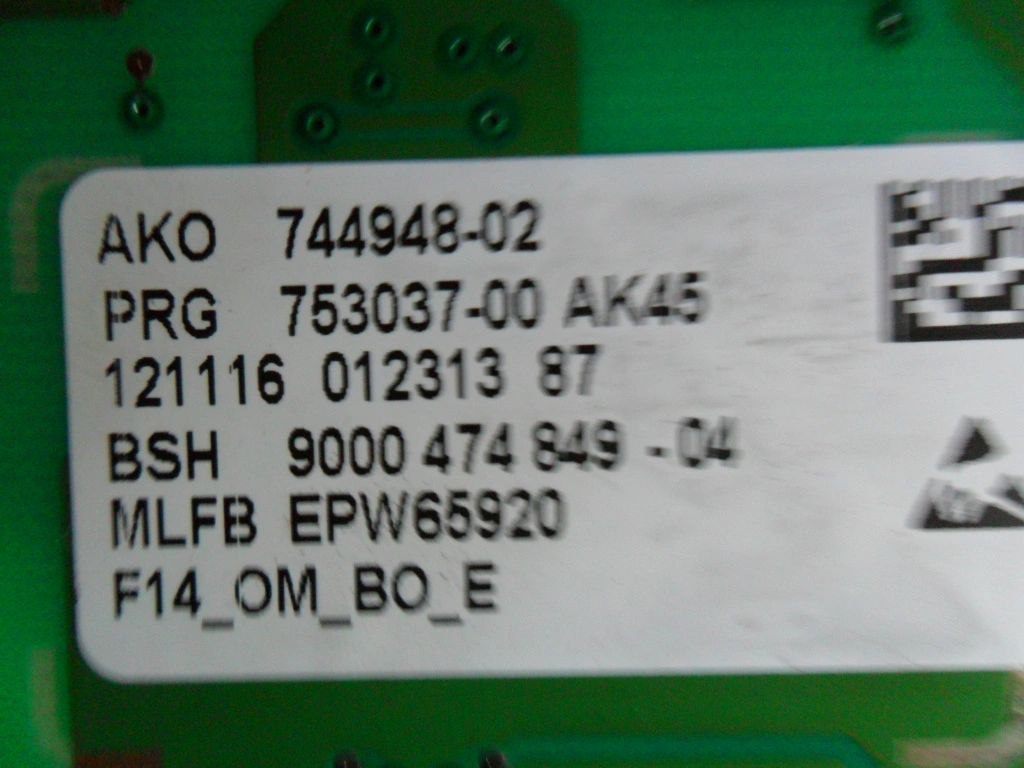 AKO 744948-02
PRG 753037-00 AK45
121116 012313 87
BSH 9000 474 849 - 04
MLFB EPW65920
F14_OM_BO_E